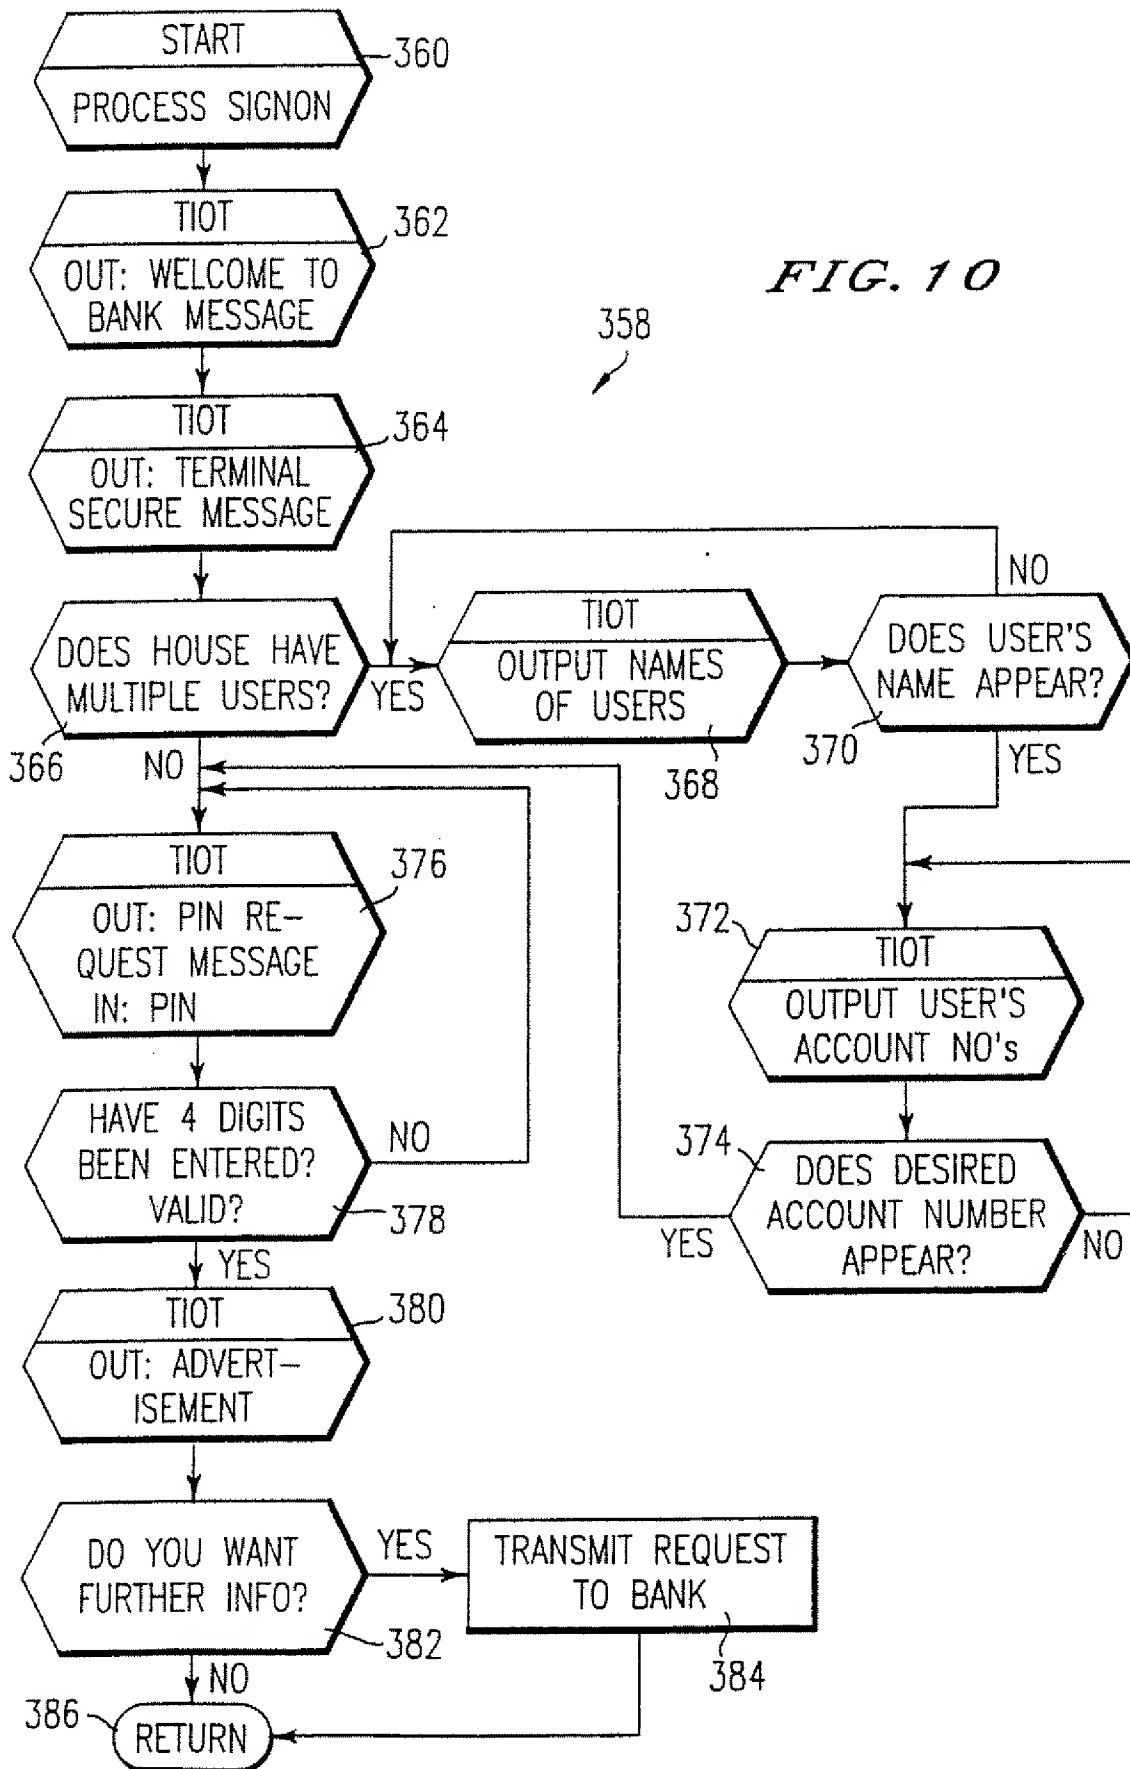 START
360
PROCESS SIGNON
TIOT
362
OUT: WELCOME TO
BANK MESSAGE
FIG. 10
358
TIOT
364
OUT: TERMINAL
SECURE MESSAGE
DOES HOUSE HAVE
MULTIPLE USERS?
366
YES
NO
TIOT
OUTPUT NAMES
OF USERS
368
DOES USER'S
NAME APPEAR?
370
NO
YES
TIOT
376
OUT: PIN RE-
QUEST MESSAGE
IN: PIN
372
TIOT
OUTPUT USER'S
ACCOUNT NO's
HAVE 4 DIGITS
BEEN ENTERED?
VALID?
378
NO
YES
374
DOES DESIRED
ACCOUNT NUMBER
APPEAR?
YES
NO
TIOT
380
OUT: ADVERT-
ISEMENT
DO YOU WANT
FURTHER INFO?
382
YES
NO
TRANSMIT REQUEST
TO BANK
384
386
RETURN